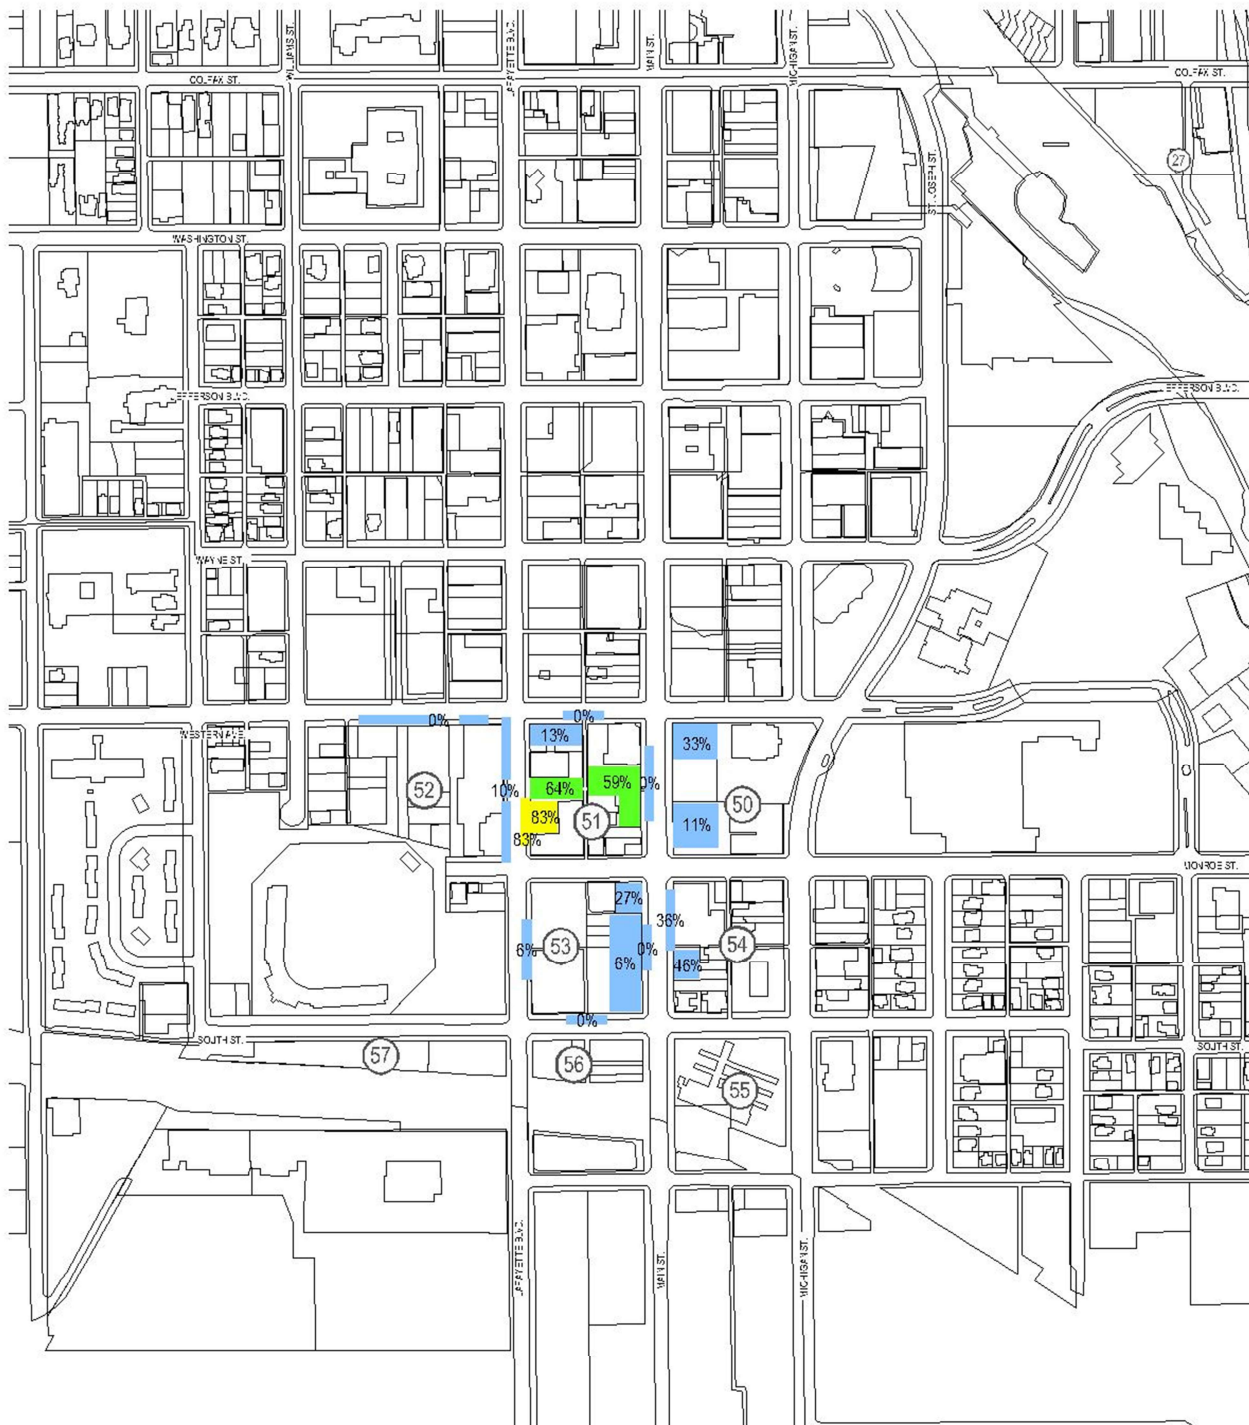 COLFAX ST.
WILLIAMS ST.
LAFAYETTE BLVD.
MAIN ST.
MICHIGAN ST.
COLFAX ST.
ST. JOSEPH ST.
27
WASHINGTON ST.
JEFFERSON BLVD.
JEFFERSON BLVD.
WAYNE ST.
WESTERN AVE.
0%
0%
13%
33%
52
10%
64%
59%
0%
50
83%
51
11%
83%
MONROE ST.
27%
36%
6%
53
6%
0%
54
46%
0%
SOUTH ST.
SOUTH ST.
57
56
55
LAFAYETTE BLVD.
MAIN ST.
MICHIGAN ST.